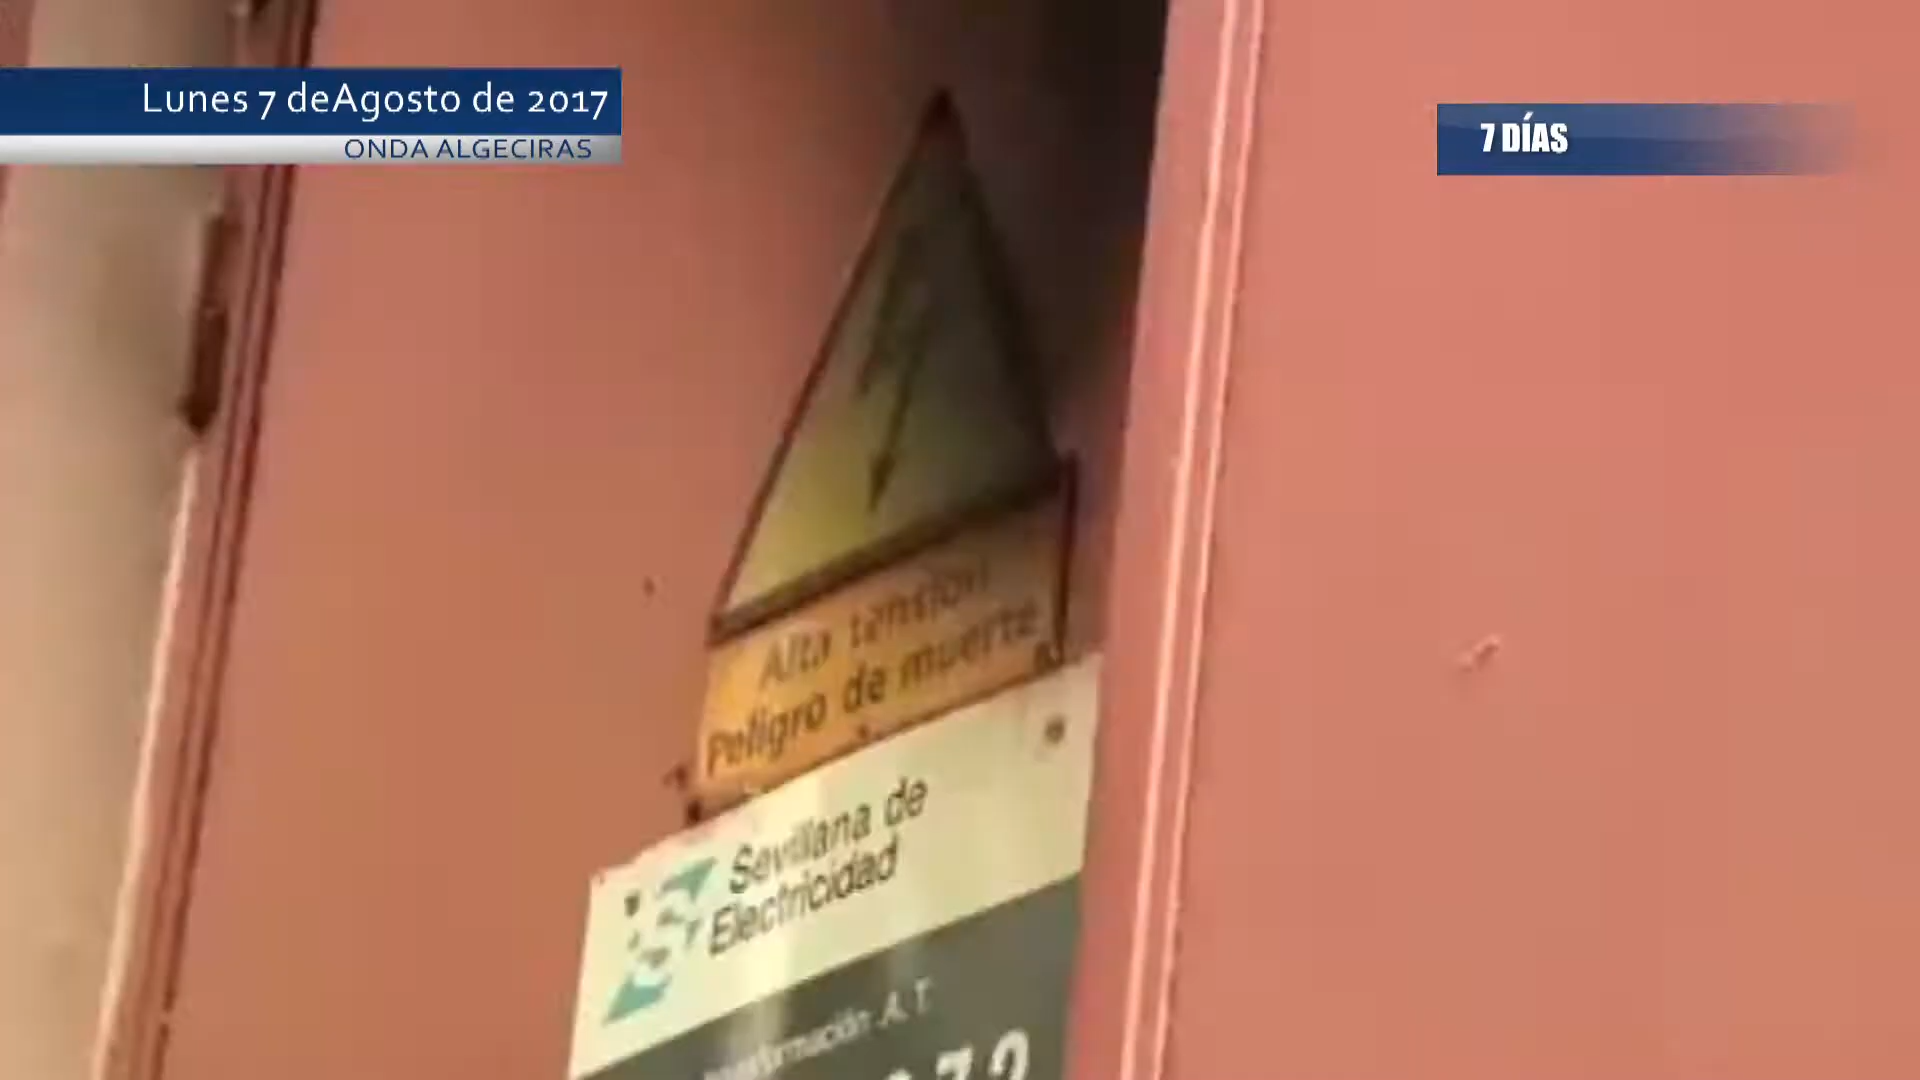 Lunes 7 deAgosto de 2017
ONDA ALGECIRAS
7 DÍAS
Alta tensión
Peligro de muerte
Sevillana de
Electricidad
A. T.